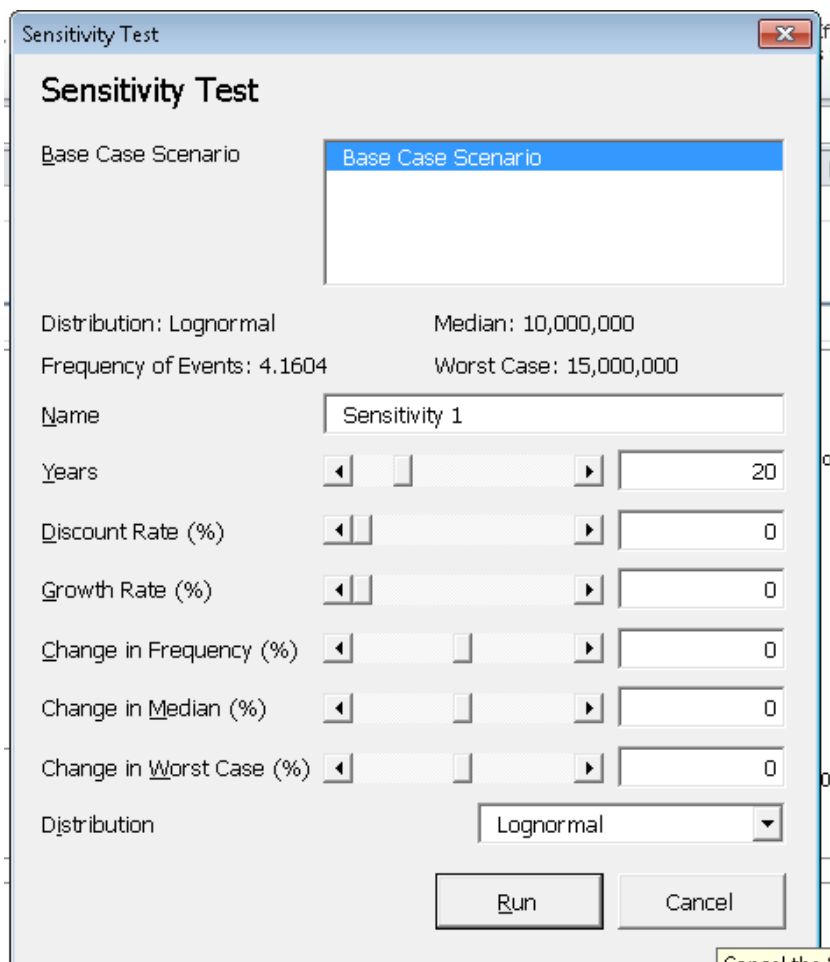 Sensitivity Test
Sensitivity Test
Base Case Scenario
Base Case Scenario
Distribution: Lognormal Median: 10,000,000
Frequency of Events: 4.1604 Worst Case: 15,000,000
Name Sensitivity 1
Years 20
Discount Rate (%) 0
Growth Rate (%) 0
Change in Frequency (%) 0
Change in Median (%) 0
Change in Worst Case (%) 0
Distribution Lognormal
Run Cancel